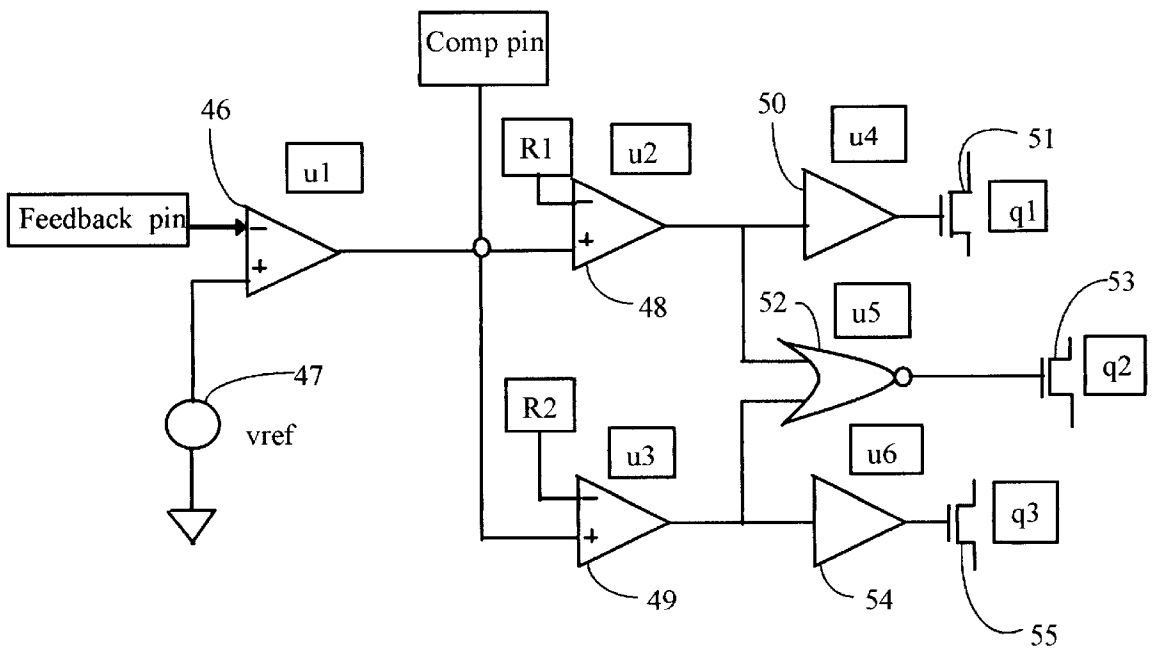 Comp pin
46
u1
R1
u2
50
u4
51
q1
Feedback pin
−
+
−
+
48
52
u5
53
q2
47
vref
R2
u3
u6
−
+
q3
49
54
55